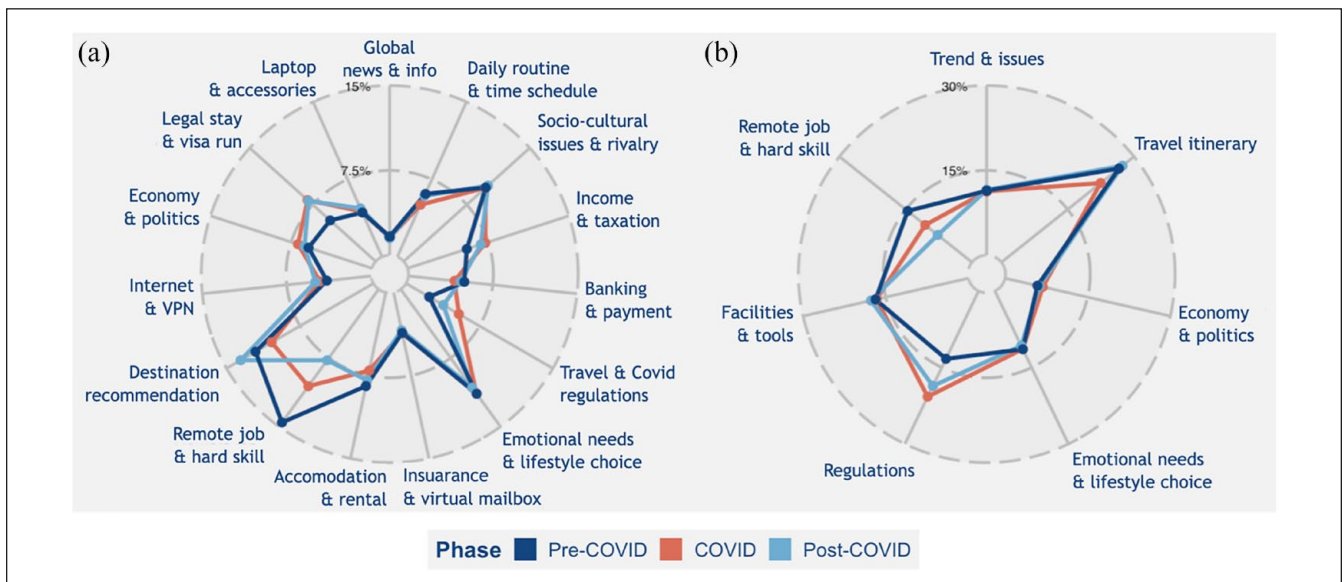 (a)
Global
news & info
15%
7.5%
Daily routine
& time schedule
Socio-cultural
issues & rivalry
Income
& taxation
Banking
& payment
Travel & Covid
regulations
Emotional needs
& lifestyle choice
Insuarance
& virtual mailbox
Accomodation
& rental
Remote job
& hard skill
Destination
recommendation
Internet
& VPN
Economy
& politics
Legal stay
& visa run
Laptop
& accessories
(b)
Trend & issues
30%
15%
Travel itinerary
Economy
& politics
Emotional needs
& lifestyle choice
Regulations
Facilities
& tools
Remote job
& hard skill
Phase Pre-COVID COVID Post-COVID